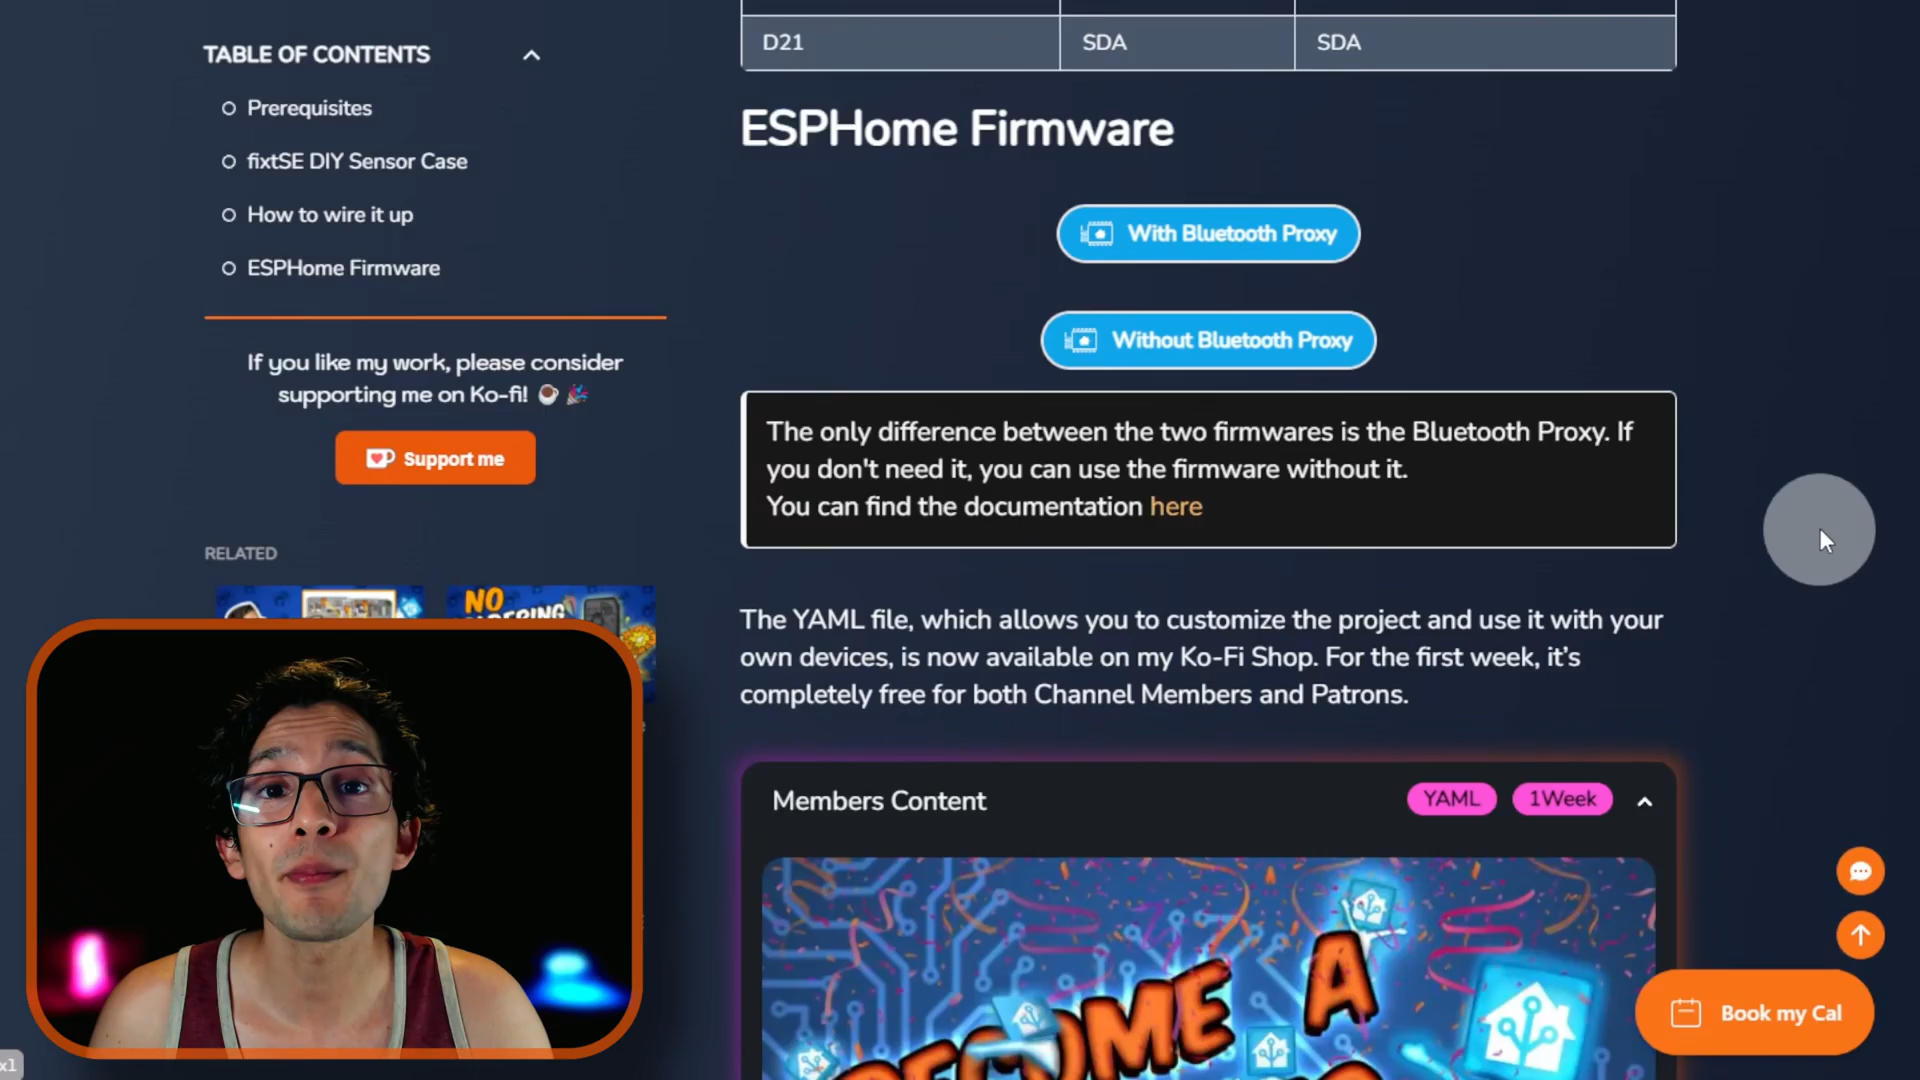 TABLE OF CONTENTS
Prerequisites
fixtSE DIY Sensor Case
How to wire it up
ESPHome Firmware
If you like my work, please consider
supporting me on Ko-fi! ☕ 🎉
Support me
RELATED
NO
D21 SDA SDA
ESPHome Firmware
With Bluetooth Proxy
Without Bluetooth Proxy
The only difference between the two firmwares is the Bluetooth Proxy. If
you don't need it, you can use the firmware without it.
You can find the documentation here
The YAML file, which allows you to customize the project and use it with your
own devices, is now available on my Ko-Fi Shop. For the first week, it's
completely free for both Channel Members and Patrons.
Members Content YAML 1Week
BECOME A
Book my Cal
x1